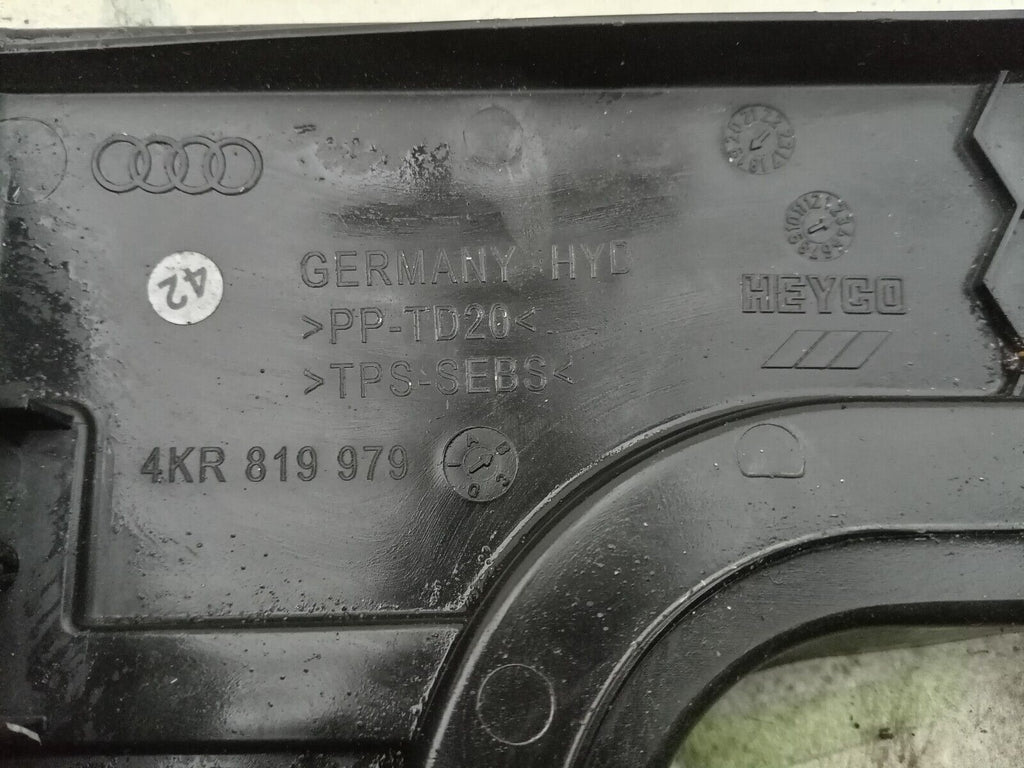 42
GERMANY HYD
>PP-TD20<
>TPS-SEBS<
HEYCO
4KR 819 979